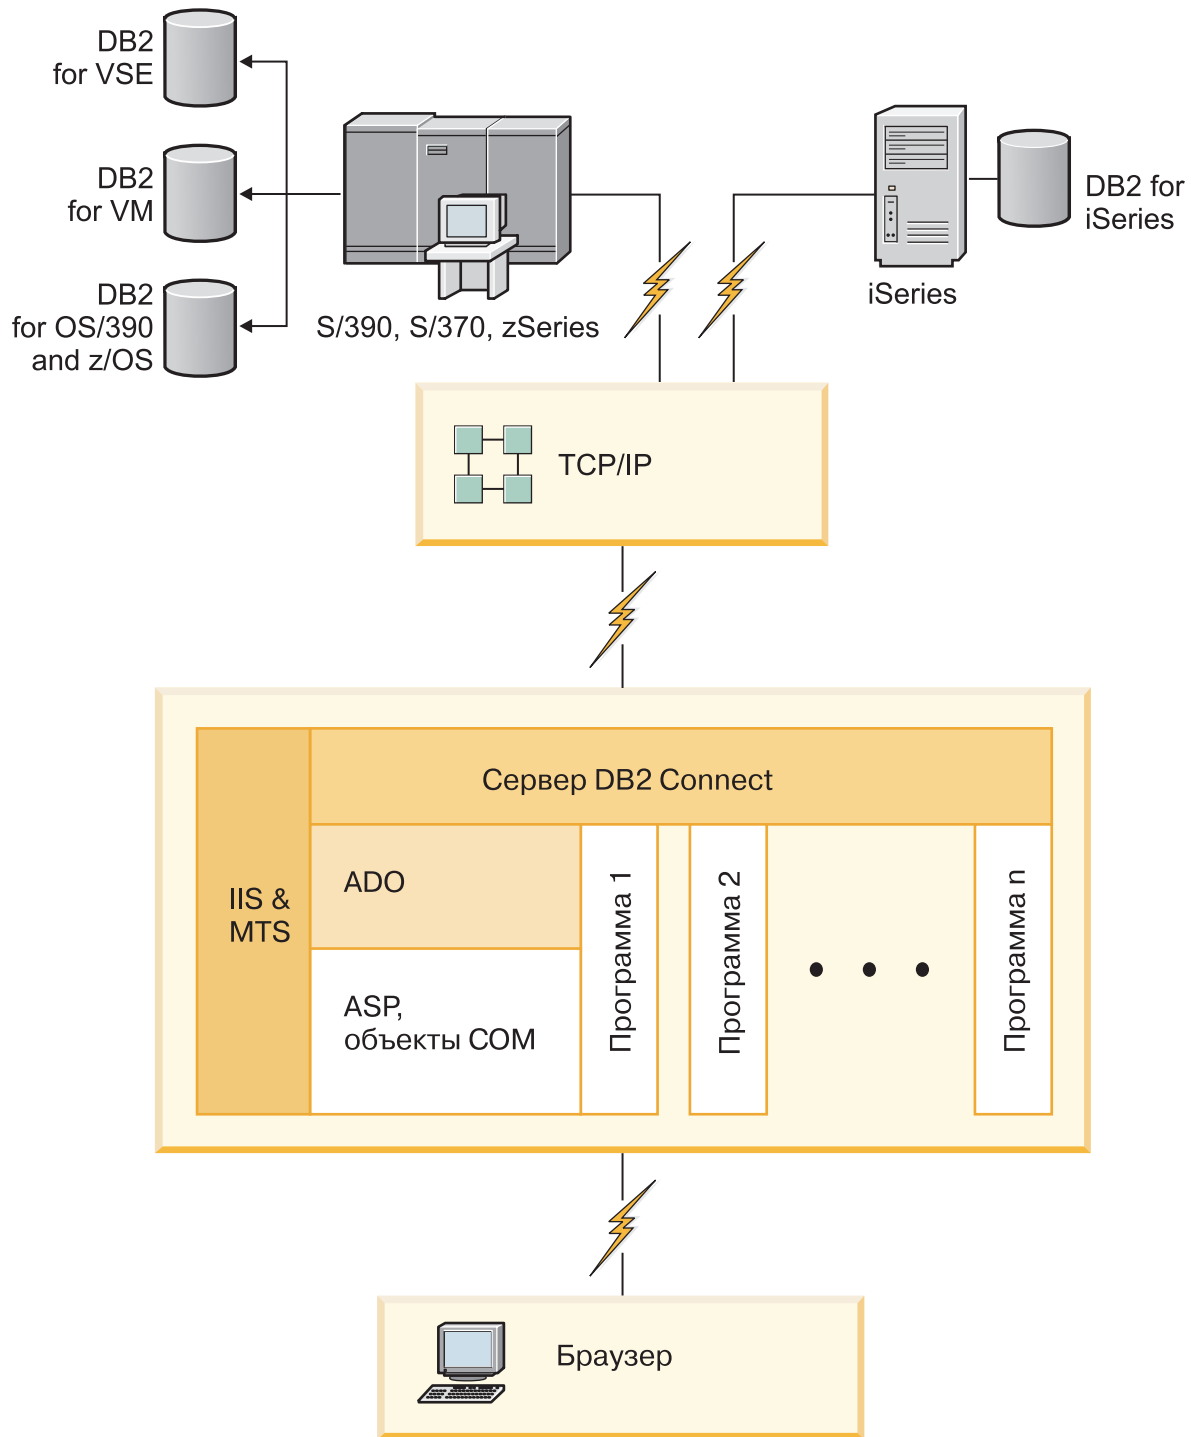 DB2
for VSE
DB2
for VM
DB2
for OS/390
and z/OS
S/390, S/370, zSeries
iSeries
DB2 for
iSeries
TCP/IP
Сервер DB2 Connect
IIS &
MTS
ADO
ASP,
объекты COM
Программа 1
Программа 2
Программа n
Браузер